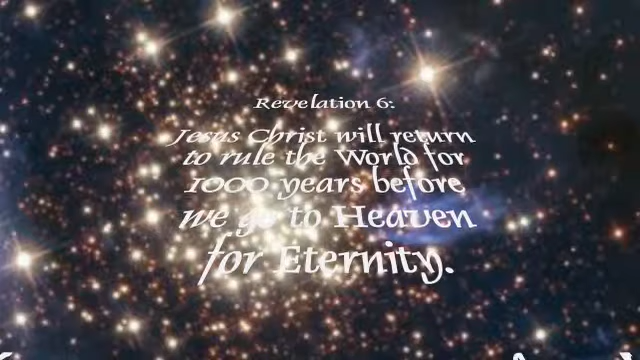 Revelation 6:
Jesus Christ will return
to rule the World for
1000 years before
we go to Heaven
for Eternity.